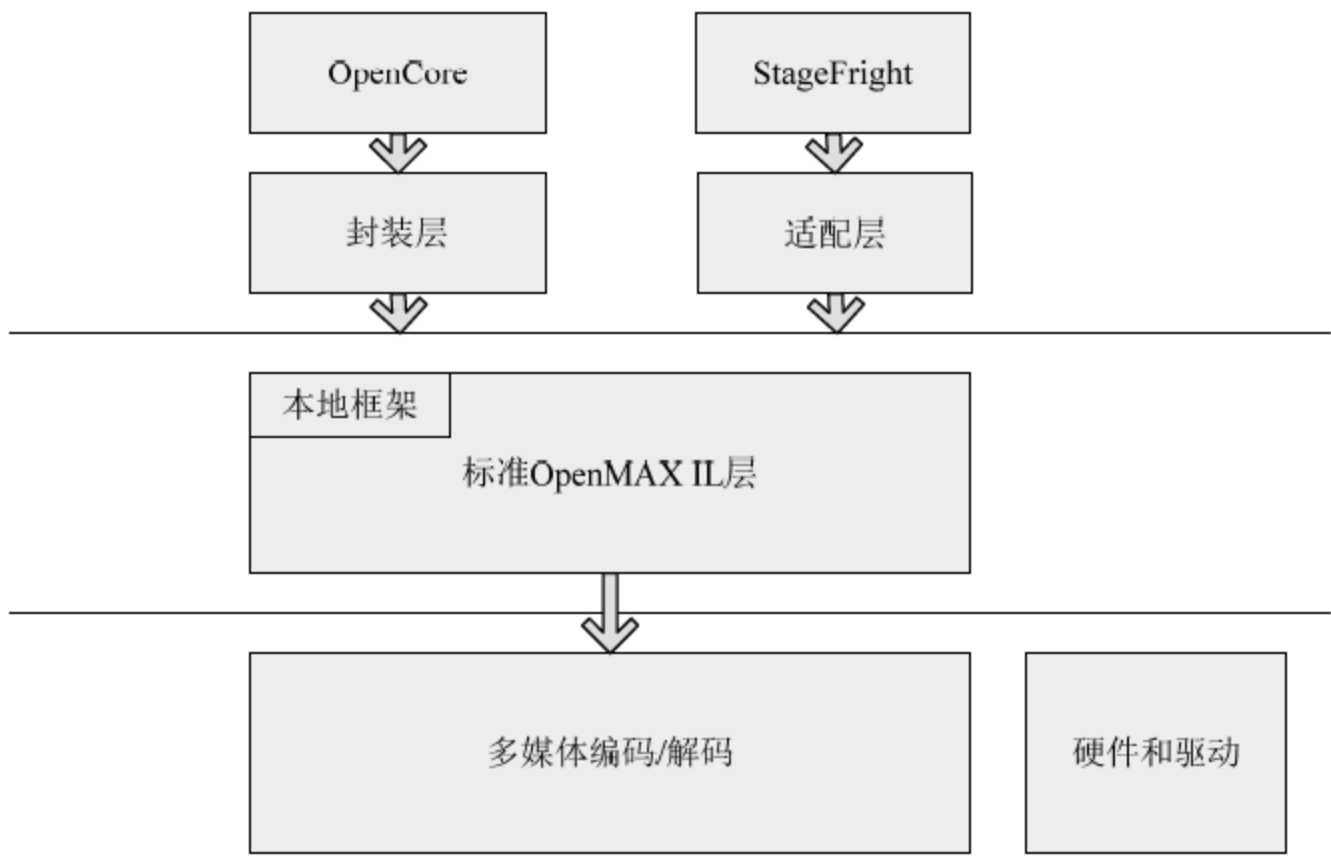 OpenCore
StageFright
封装层
适配层
本地框架
标准OpenMAX IL层
多媒体编码/解码
硬件和驱动